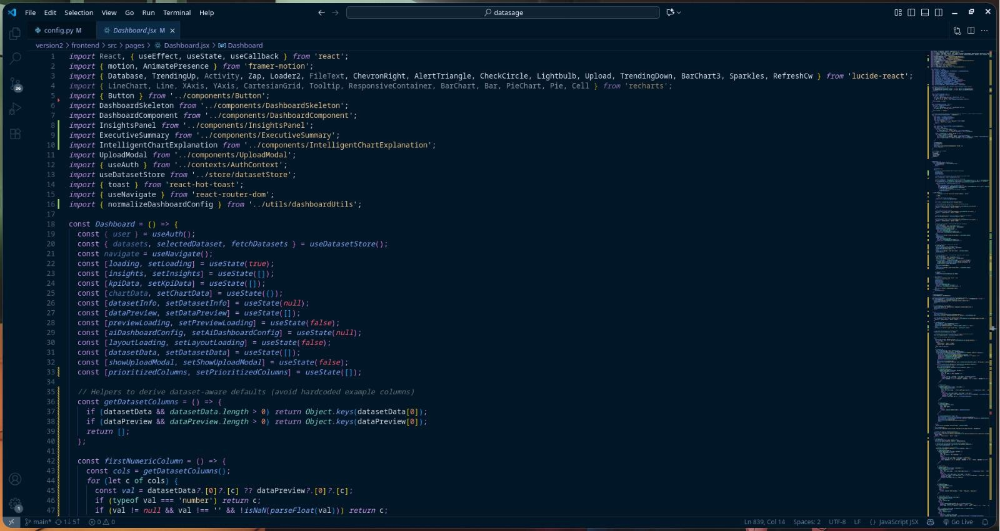 File Edit Selection View Go Run Terminal Help
datasage
config.py M
Dashboard.jsx M
version2 > frontend > src > pages > Dashboard.jsx > Dashboard
1 import React, { useEffect, useState, useCallback } from 'react';
2 import { motion, AnimatePresence } from 'framer-motion';
3 import { Database, TrendingUp, Activity, Zap, Loader2, FileText, ChevronRight, AlertTriangle, CheckCircle, Lightbulb, Upload, TrendingDown, BarChart3, Sparkles, RefreshCw } from 'lucide-react';
4 import { LineChart, Line, XAxis, YAxis, CartesianGrid, Tooltip, ResponsiveContainer, BarChart, Bar, PieChart, Pie, Cell } from 'recharts';
5 import { Button } from '../components/Button';
6 import DashboardSkeleton from '../components/DashboardSkeleton';
7 import DashboardComponent from '../components/DashboardComponent';
8 import InsightsPanel from '../components/InsightsPanel';
9 import ExecutiveSummary from '../components/ExecutiveSummary';
10 import IntelligentChartExplanation from '../components/IntelligentChartExplanation';
11 import UploadModal from '../components/UploadModal';
12 import { useAuth } from '../contexts/AuthContext';
13 import useDatasetStore from '../store/datasetStore';
14 import { toast } from 'react-hot-toast';
15 import { useNavigate } from 'react-router-dom';
16 import { normalizeDashboardConfig } from '../utils/dashboardUtils';
17
18 const Dashboard = () => {
19 const { user } = useAuth();
20 const { datasets, selectedDataset, fetchDatasets } = useDatasetStore();
21 const navigate = useNavigate();
22 const [loading, setLoading] = useState(true);
23 const [insights, setInsights] = useState([]);
24 const [kpiData, setKpiData] = useState([]);
25 const [chartData, setChartData] = useState({});
26 const [datasetInfo, setDatasetInfo] = useState(null);
27 const [dataPreview, setDataPreview] = useState([]);
28 const [previewLoading, setPreviewLoading] = useState(false);
29 const [aiDashboardConfig, setAiDashboardConfig] = useState(null);
30 const [layoutLoading, setLayoutLoading] = useState(false);
31 const [datasetData, setDatasetData] = useState([]);
32 const [showUploadModal, setShowUploadModal] = useState(false);
33 const [prioritizedColumns, setPrioritizedColumns] = useState([]);
34
35 // Helpers to derive dataset-aware defaults (avoid hardcoded example columns)
36 const getDatasetColumns = () => {
37 if (datasetData && datasetData.length > 0) return Object.keys(datasetData[0]);
38 if (dataPreview && dataPreview.length > 0) return Object.keys(dataPreview[0]);
39 return [];
40 };
41
42 const firstNumericColumn = () => {
43 const cols = getDatasetColumns();
44 for (let c of cols) {
45 const val = datasetData?.[0]?.[c] ?? dataPreview?.[0]?.[c];
46 if (typeof val === 'number') return c;
47 if (val != null && val !== '' && !isNaN(parseFloat(val))) return c;
36
1
main* 1↓ 5↑ 0 0
Ln 839, Col 14 Spaces: 2 UTF-8 LF {} JavaScript JSX Go Live